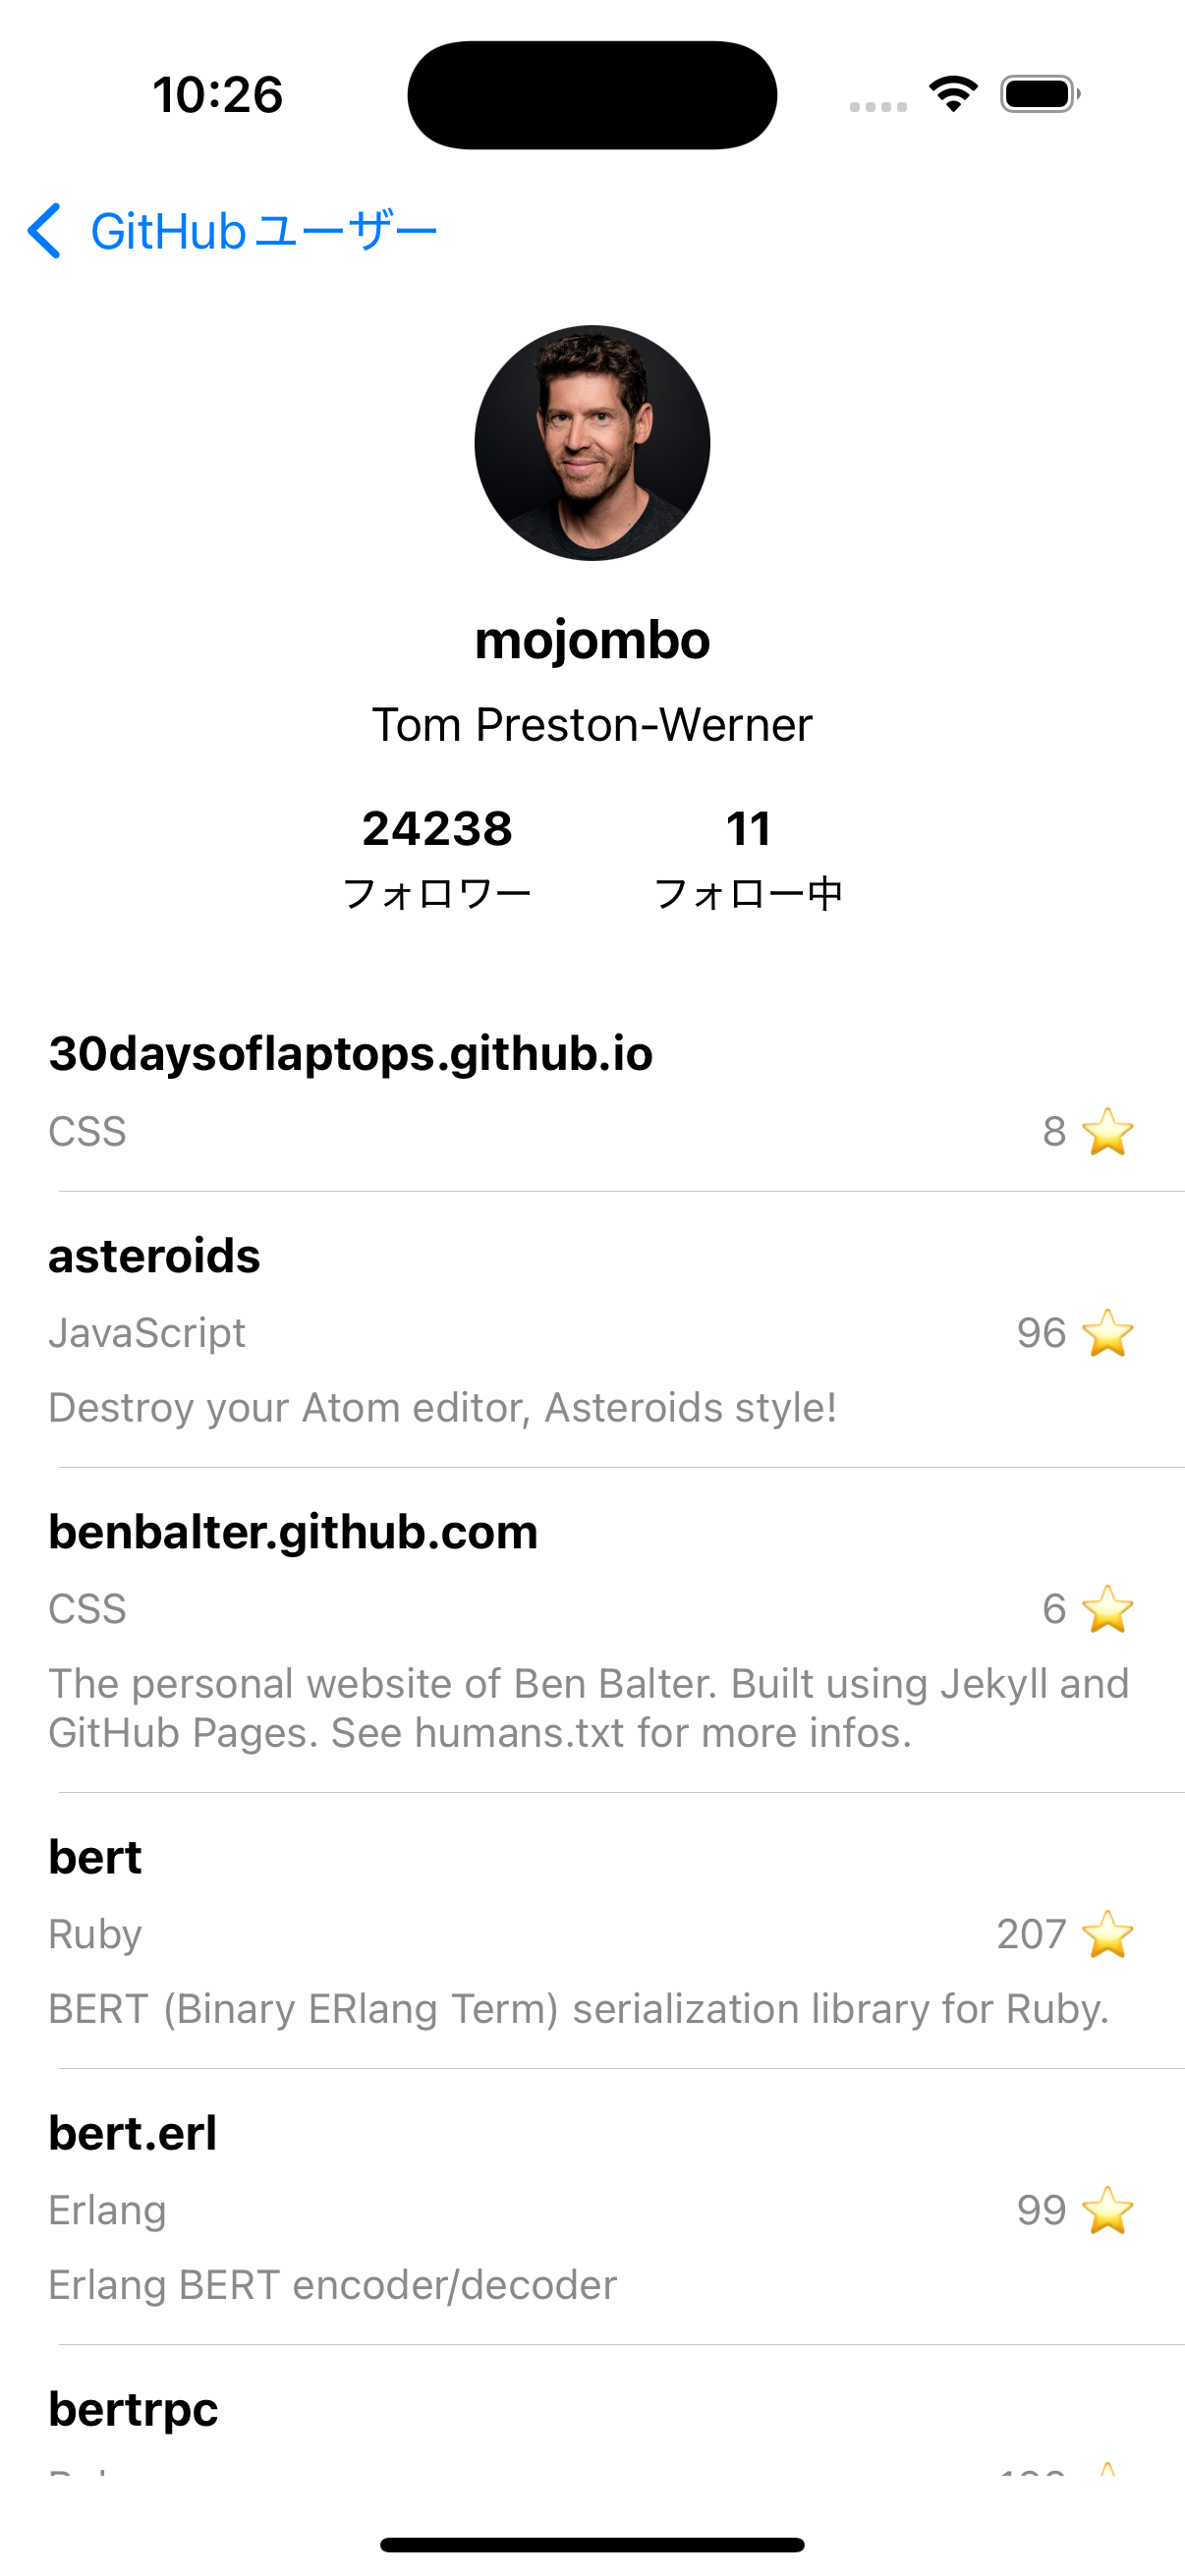 10:26
GitHubユーザー
mojombo
Tom Preston-Werner
24238 11
フォロワー フォロー中
30daysoflaptops.github.io
CSS 8 ⭐
asteroids
JavaScript 96 ⭐
Destroy your Atom editor, Asteroids style!
benbalter.github.com
CSS 6 ⭐
The personal website of Ben Balter. Built using Jekyll and
GitHub Pages. See humans.txt for more infos.
bert
Ruby 207 ⭐
BERT (Binary ERlang Term) serialization library for Ruby.
bert.erl
Erlang 99 ⭐
Erlang BERT encoder/decoder
bertrpc